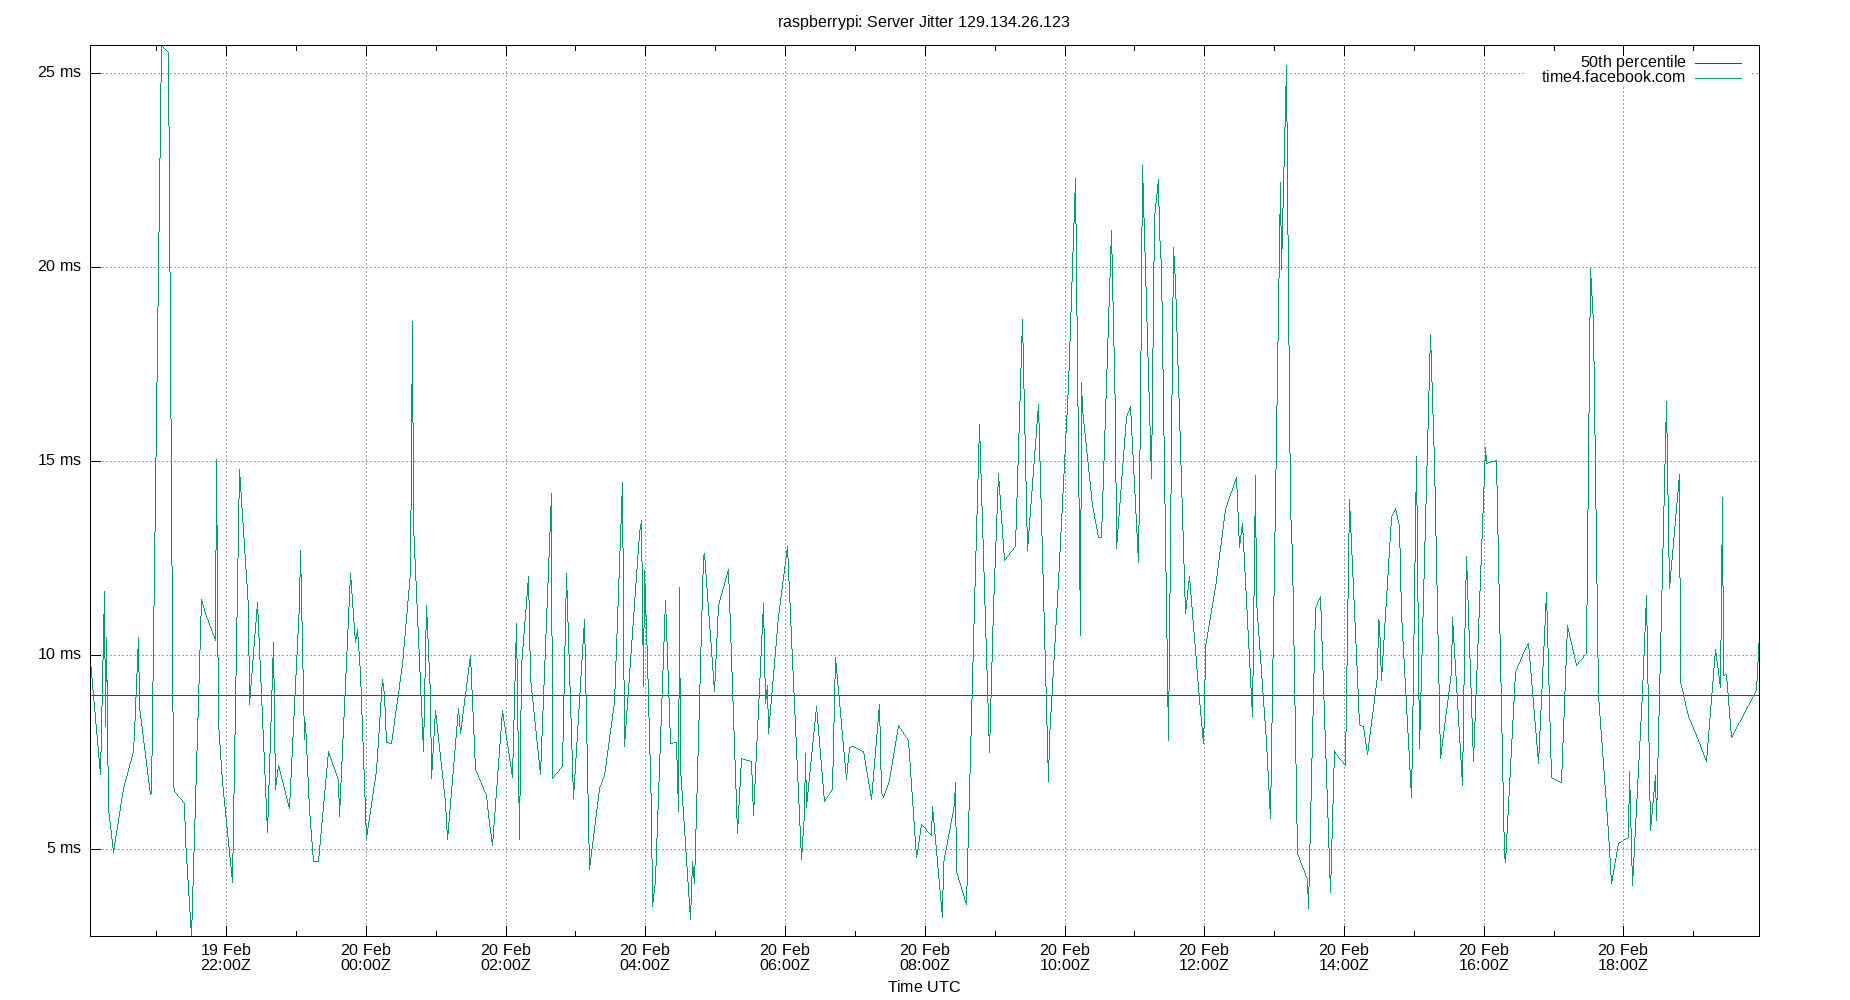 raspberrypi: Server Jitter 129.134.26.123
50th percentile
time4.facebook.com
25 ms
20 ms
15 ms
10 ms
5 ms
19 Feb 20 Feb 20 Feb 20 Feb 20 Feb 20 Feb 20 Feb 20 Feb 20 Feb 20 Feb 20 Feb
22:00Z 00:00Z 02:00Z 04:00Z 06:00Z 08:00Z 10:00Z 12:00Z 14:00Z 16:00Z 18:00Z
Time UTC